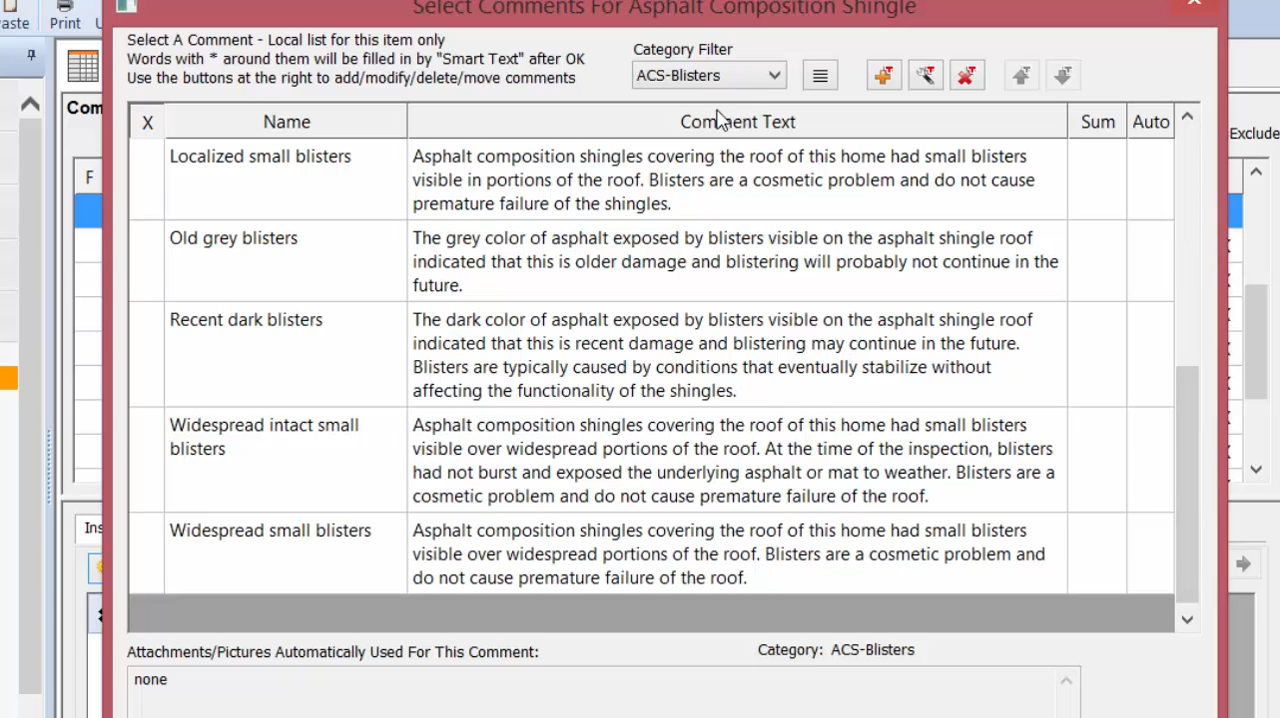 Select Comments For Asphalt Composition Shingle
Print
Select A Comment - Local list for this item only
Words with * around them will be filled in by "Smart Text" after OK
Use the buttons at the right to add/modify/delete/move comments
Category Filter
ACS-Blisters
Com
Exclude
F
X Name Comment Text Sum Auto
Localized small blisters
Asphalt composition shingles covering the roof of this home had small blisters
visible in portions of the roof. Blisters are a cosmetic problem and do not cause
premature failure of the shingles.
Old grey blisters
The grey color of asphalt exposed by blisters visible on the asphalt shingle roof
indicated that this is older damage and blistering will probably not continue in the
future.
Recent dark blisters
The dark color of asphalt exposed by blisters visible on the asphalt shingle roof
indicated that this is recent damage and blistering may continue in the future.
Blisters are typically caused by conditions that eventually stabilize without
affecting the functionality of the shingles.
Widespread intact small
blisters
Asphalt composition shingles covering the roof of this home had small blisters
visible over widespread portions of the roof. At the time of the inspection, blisters
had not burst and exposed the underlying asphalt or mat to weather. Blisters are a
cosmetic problem and do not cause premature failure of the roof.
Widespread small blisters
Asphalt composition shingles covering the roof of this home had small blisters
visible over widespread portions of the roof. Blisters are a cosmetic problem and
do not cause premature failure of the roof.
Ins
Attachments/Pictures Automatically Used For This Comment:
Category: ACS-Blisters
none